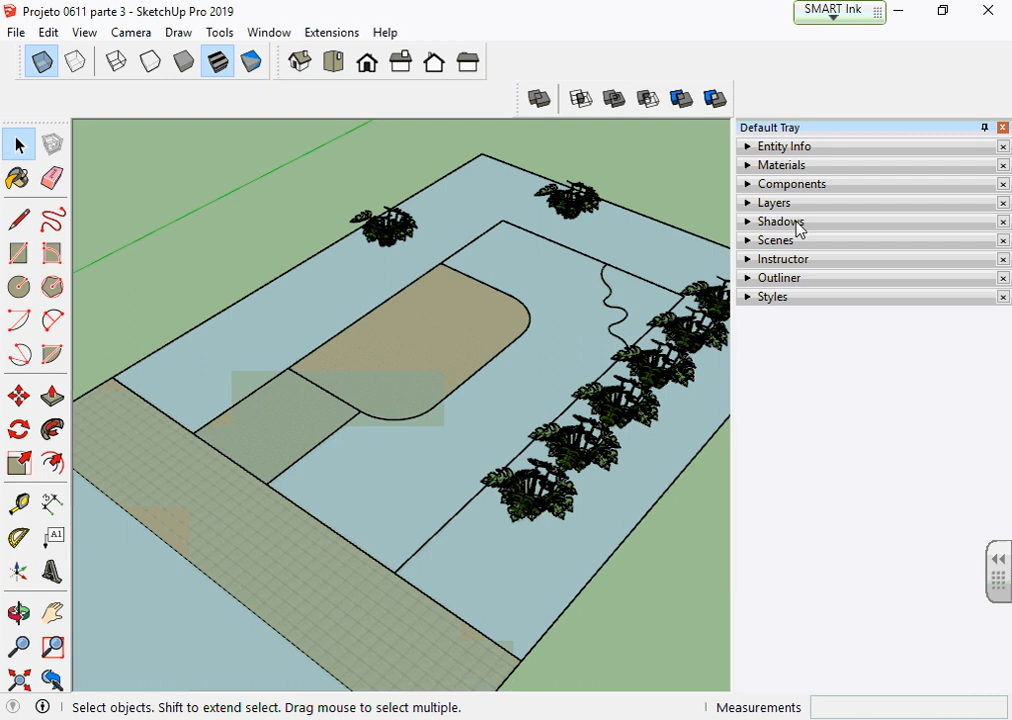 Projeto 0611 parte 3 - SketchUp Pro 2019
SMART Ink
File Edit View Camera Draw Tools Window Extensions Help
Default Tray
Entity Info
Materials
Components
Layers
Shadows
Scenes
Instructor
Outliner
Styles
A1
Select objects. Shift to extend select. Drag mouse to select multiple.
Measurements